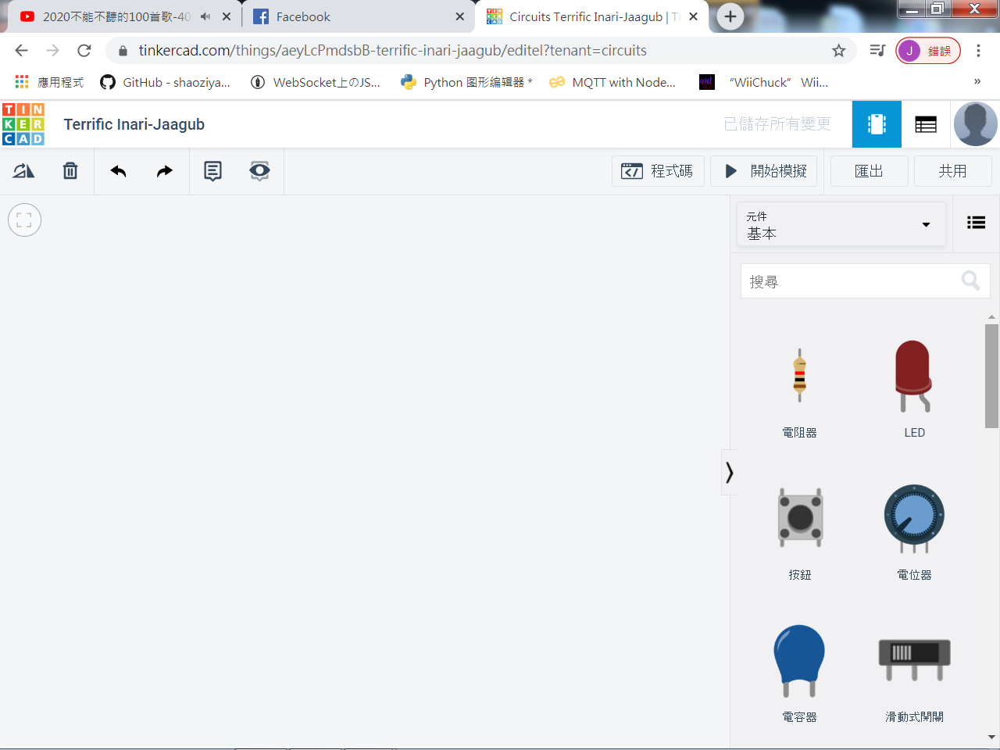 2020不能不聽的100首歌-40
Facebook
Circuits Terrific Inari-Jaagub | Ti
tinkercad.com/things/aeyLcPmdsbB-terrific-inari-jaagub/editel?tenant=circuits
J 錯誤
應用程式 GitHub - shaoziya... WebSocket上のJS... Python 图形编辑器 * MQTT with Node... “WiiChuck” Wii... »
TINKERCAD
Terrific Inari-Jaagub
已儲存所有變更
程式碼 開始模擬 匯出 共用
元件
基本
搜尋
電阻器 LED
按鈕 電位器
電容器 滑動式開關